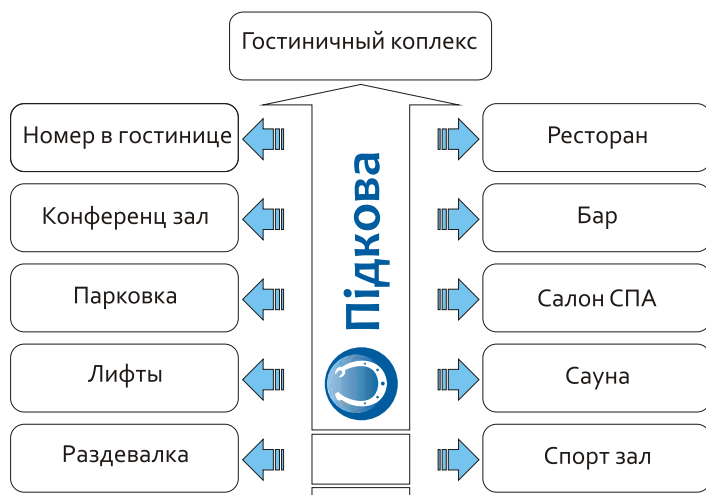 Гостиничный коплекс
Номер в гостинице
Ресторан
Конференц зал
Бар
Парковка
Салон СПА
Лифты
Сауна
Раздевалка
Спорт зал
Підкова